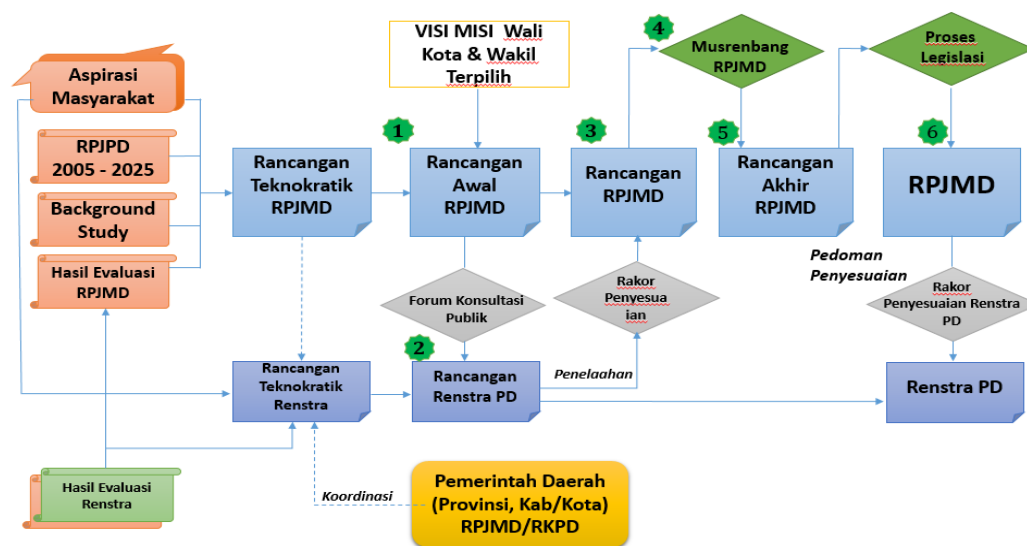 VISI MISI Wali
Kota & Wakil
Terpilih
4
Musrenbang
RPJMD
Proses
Legislasi
Aspirasi
Masyarakat
RPJPD
2005 - 2025
Background
Study
Hasil Evaluasi
RPJMD
1
3
5
6
Rancangan
Teknokratik
RPJMD
Rancangan
Awal
RPJMD
Rancangan
RPJMD
Rancangan
Akhir
RPJMD
RPJMD
Pedoman
Penyesuaian
Forum Konsultasi
Publik
Rakor
Penyesua
ian
Rakor
Penyesuaian Renstra
PD
2
Rancangan
Teknokratik
Renstra
Rancangan
Renstra PD
Penelaahan
Renstra PD
Hasil Evaluasi
Renstra
Koordinasi
Pemerintah Daerah
(Provinsi, Kab/Kota)
RPJMD/RKPD